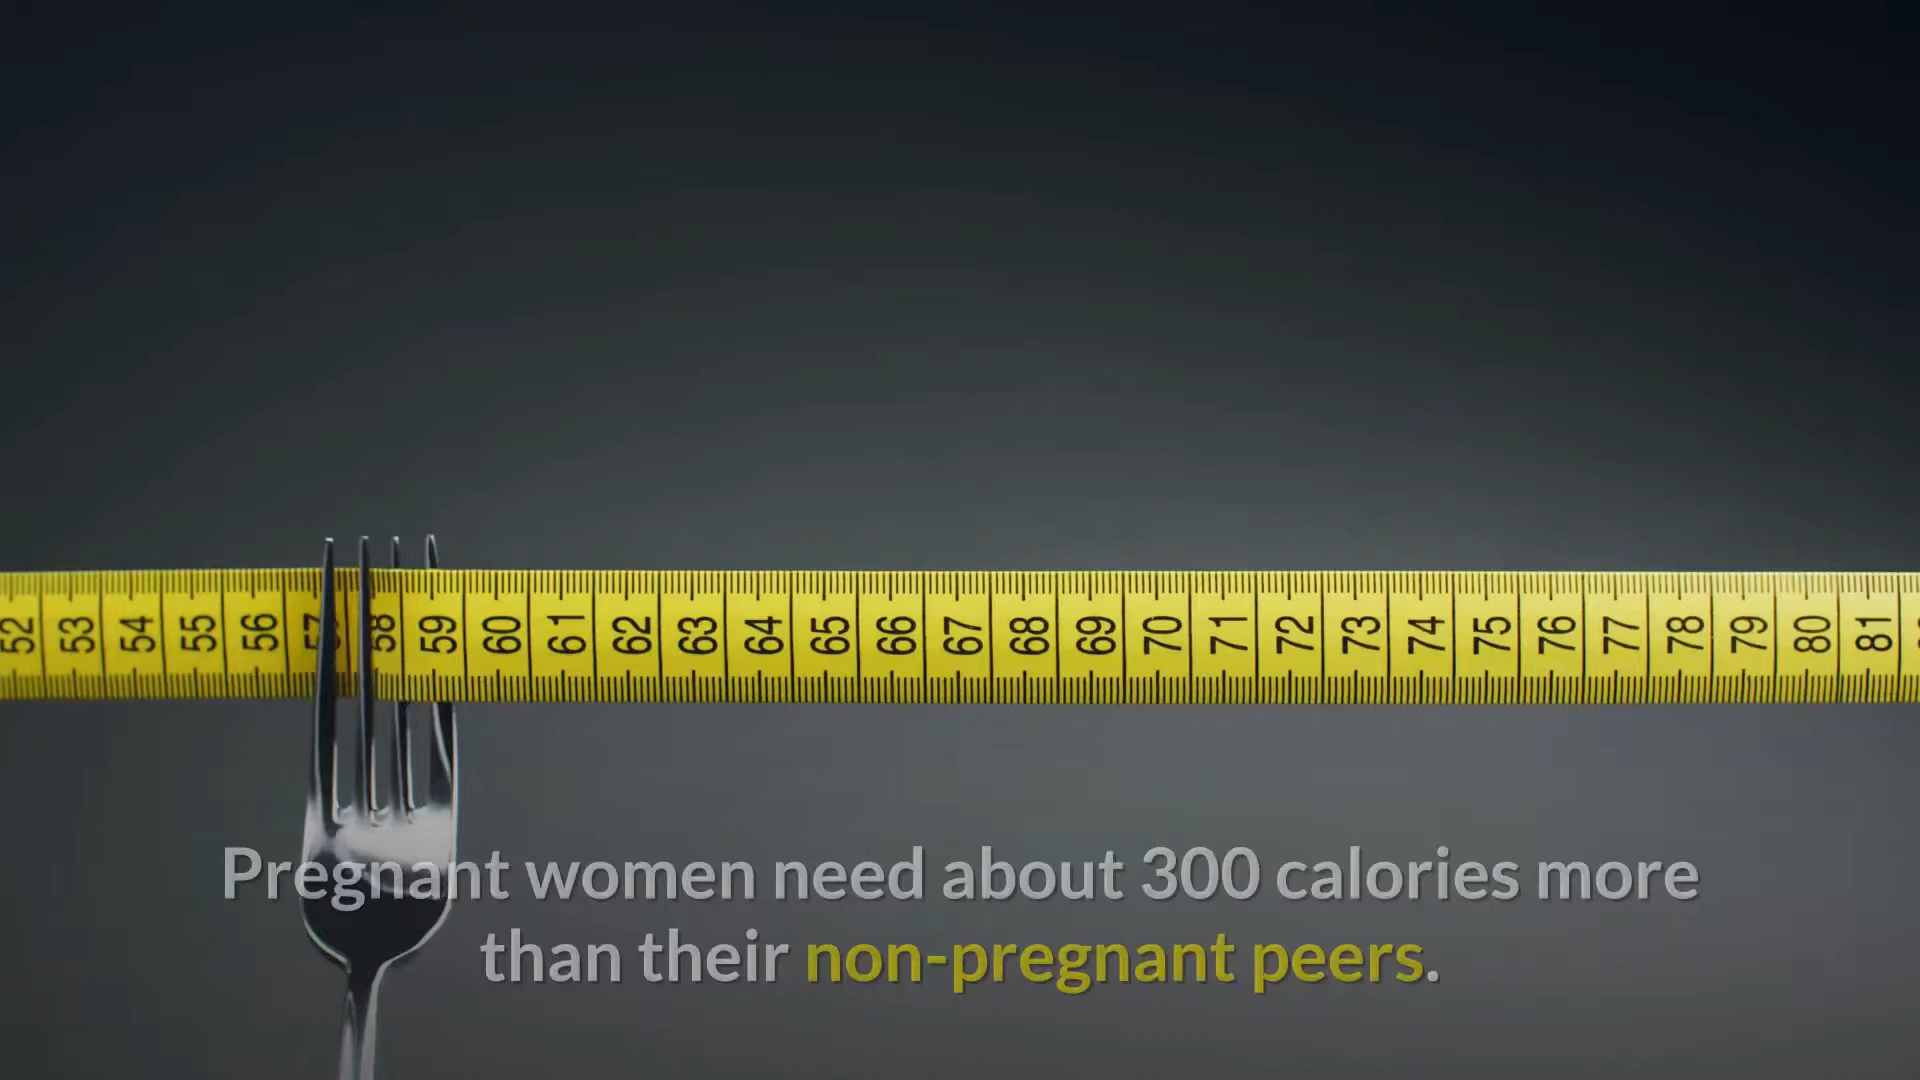 52 53 54 55 56 57 58 59 60 61 62 63 64 65 66 67 68 69 70 71 72 73 74 75 76 77 78 79 80 81
Pregnant women need about 300 calories more
than their non-pregnant peers.